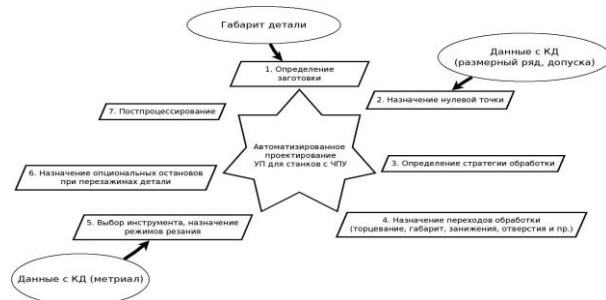 Габарит детали
Данные с КД
(размерный ряд, допуска)
1. Определение
заготовки
2. Назначение нулевой точки
7. Постпроцессирование
Автоматизированное
проектирование
УП для станков с ЧПУ
3. Определение стратегии обработки
6. Назначение опциональных остановов
при перезажимах детали
4. Назначение переходов обработки
(торцевание, габарит, занижения, отверстия и пр.)
5. Выбор инструмента, назначение
режимов резания
Данные с КД (метриал)